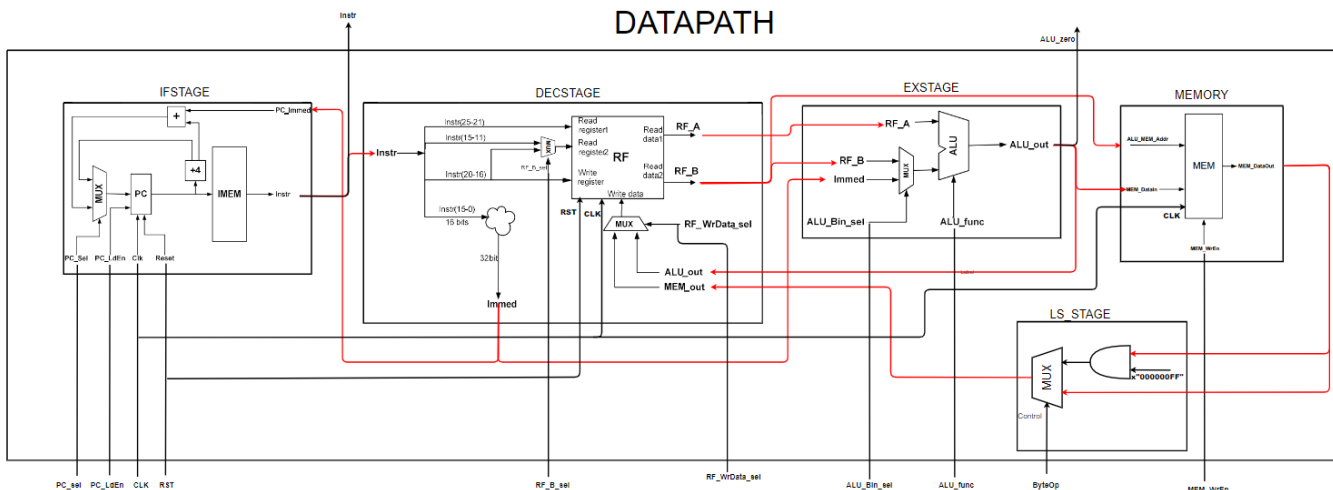 DATAPATH
Instr
ALU_zero
IFSTAGE
PC_Immed
+
+4
MUX
PC
IMEM
Instr
PC_Sel
PC_LdEn
Clk
Reset
DECSTAGE
Instr
Instr(25-21)
Instr(15-11)
Instr(20-16)
Instr(15-0)
16 bits
MUX
RF_B_sel
Read
register1
Read
register2
Write
register
RF
Read
data1
Read
data2
Write data
RST
CLK
MUX
RF_WrData_sel
32bit
Immed
ALU_out
MEM_out
RF_A
RF_B
EXSTAGE
RF_A
RF_B
Immed
MUX
ALU
ALU_out
ALU_Bin_sel
ALU_func
Label
MEMORY
ALU_MEM_Addr
MEM
MEM_DataOut
MEM_DataIn
CLK
MEM_WrEn
LS_STAGE
MUX
x"000000FF"
Control
PC_sel
PC_LdEn
CLK
RST
RF_B_sel
RF_WrData_sel
ALU_Bin_sel
ALU_func
ByteOp
MEM_WrEn